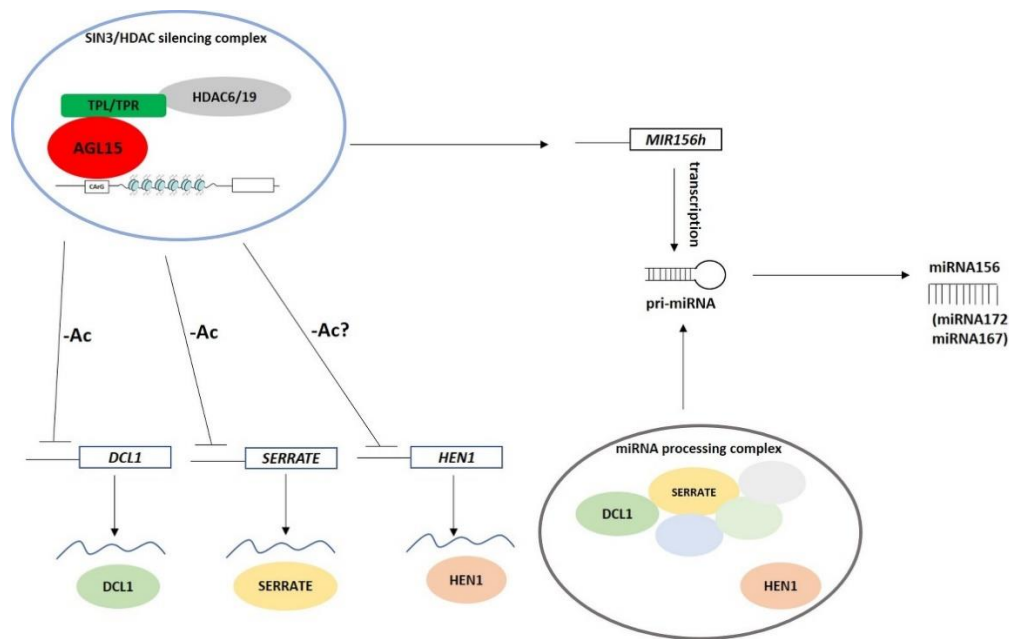 SIN3/HDAC silencing complex
HDAC6/19
TPL/TPR
AGL15
CArG
MIR156h
transcription
pri-miRNA
miRNA156
(miRNA172
miRNA167)
-Ac
-Ac
-Ac?
DCL1
SERRATE
HEN1
DCL1
SERRATE
HEN1
miRNA processing complex
SERRATE
DCL1
HEN1